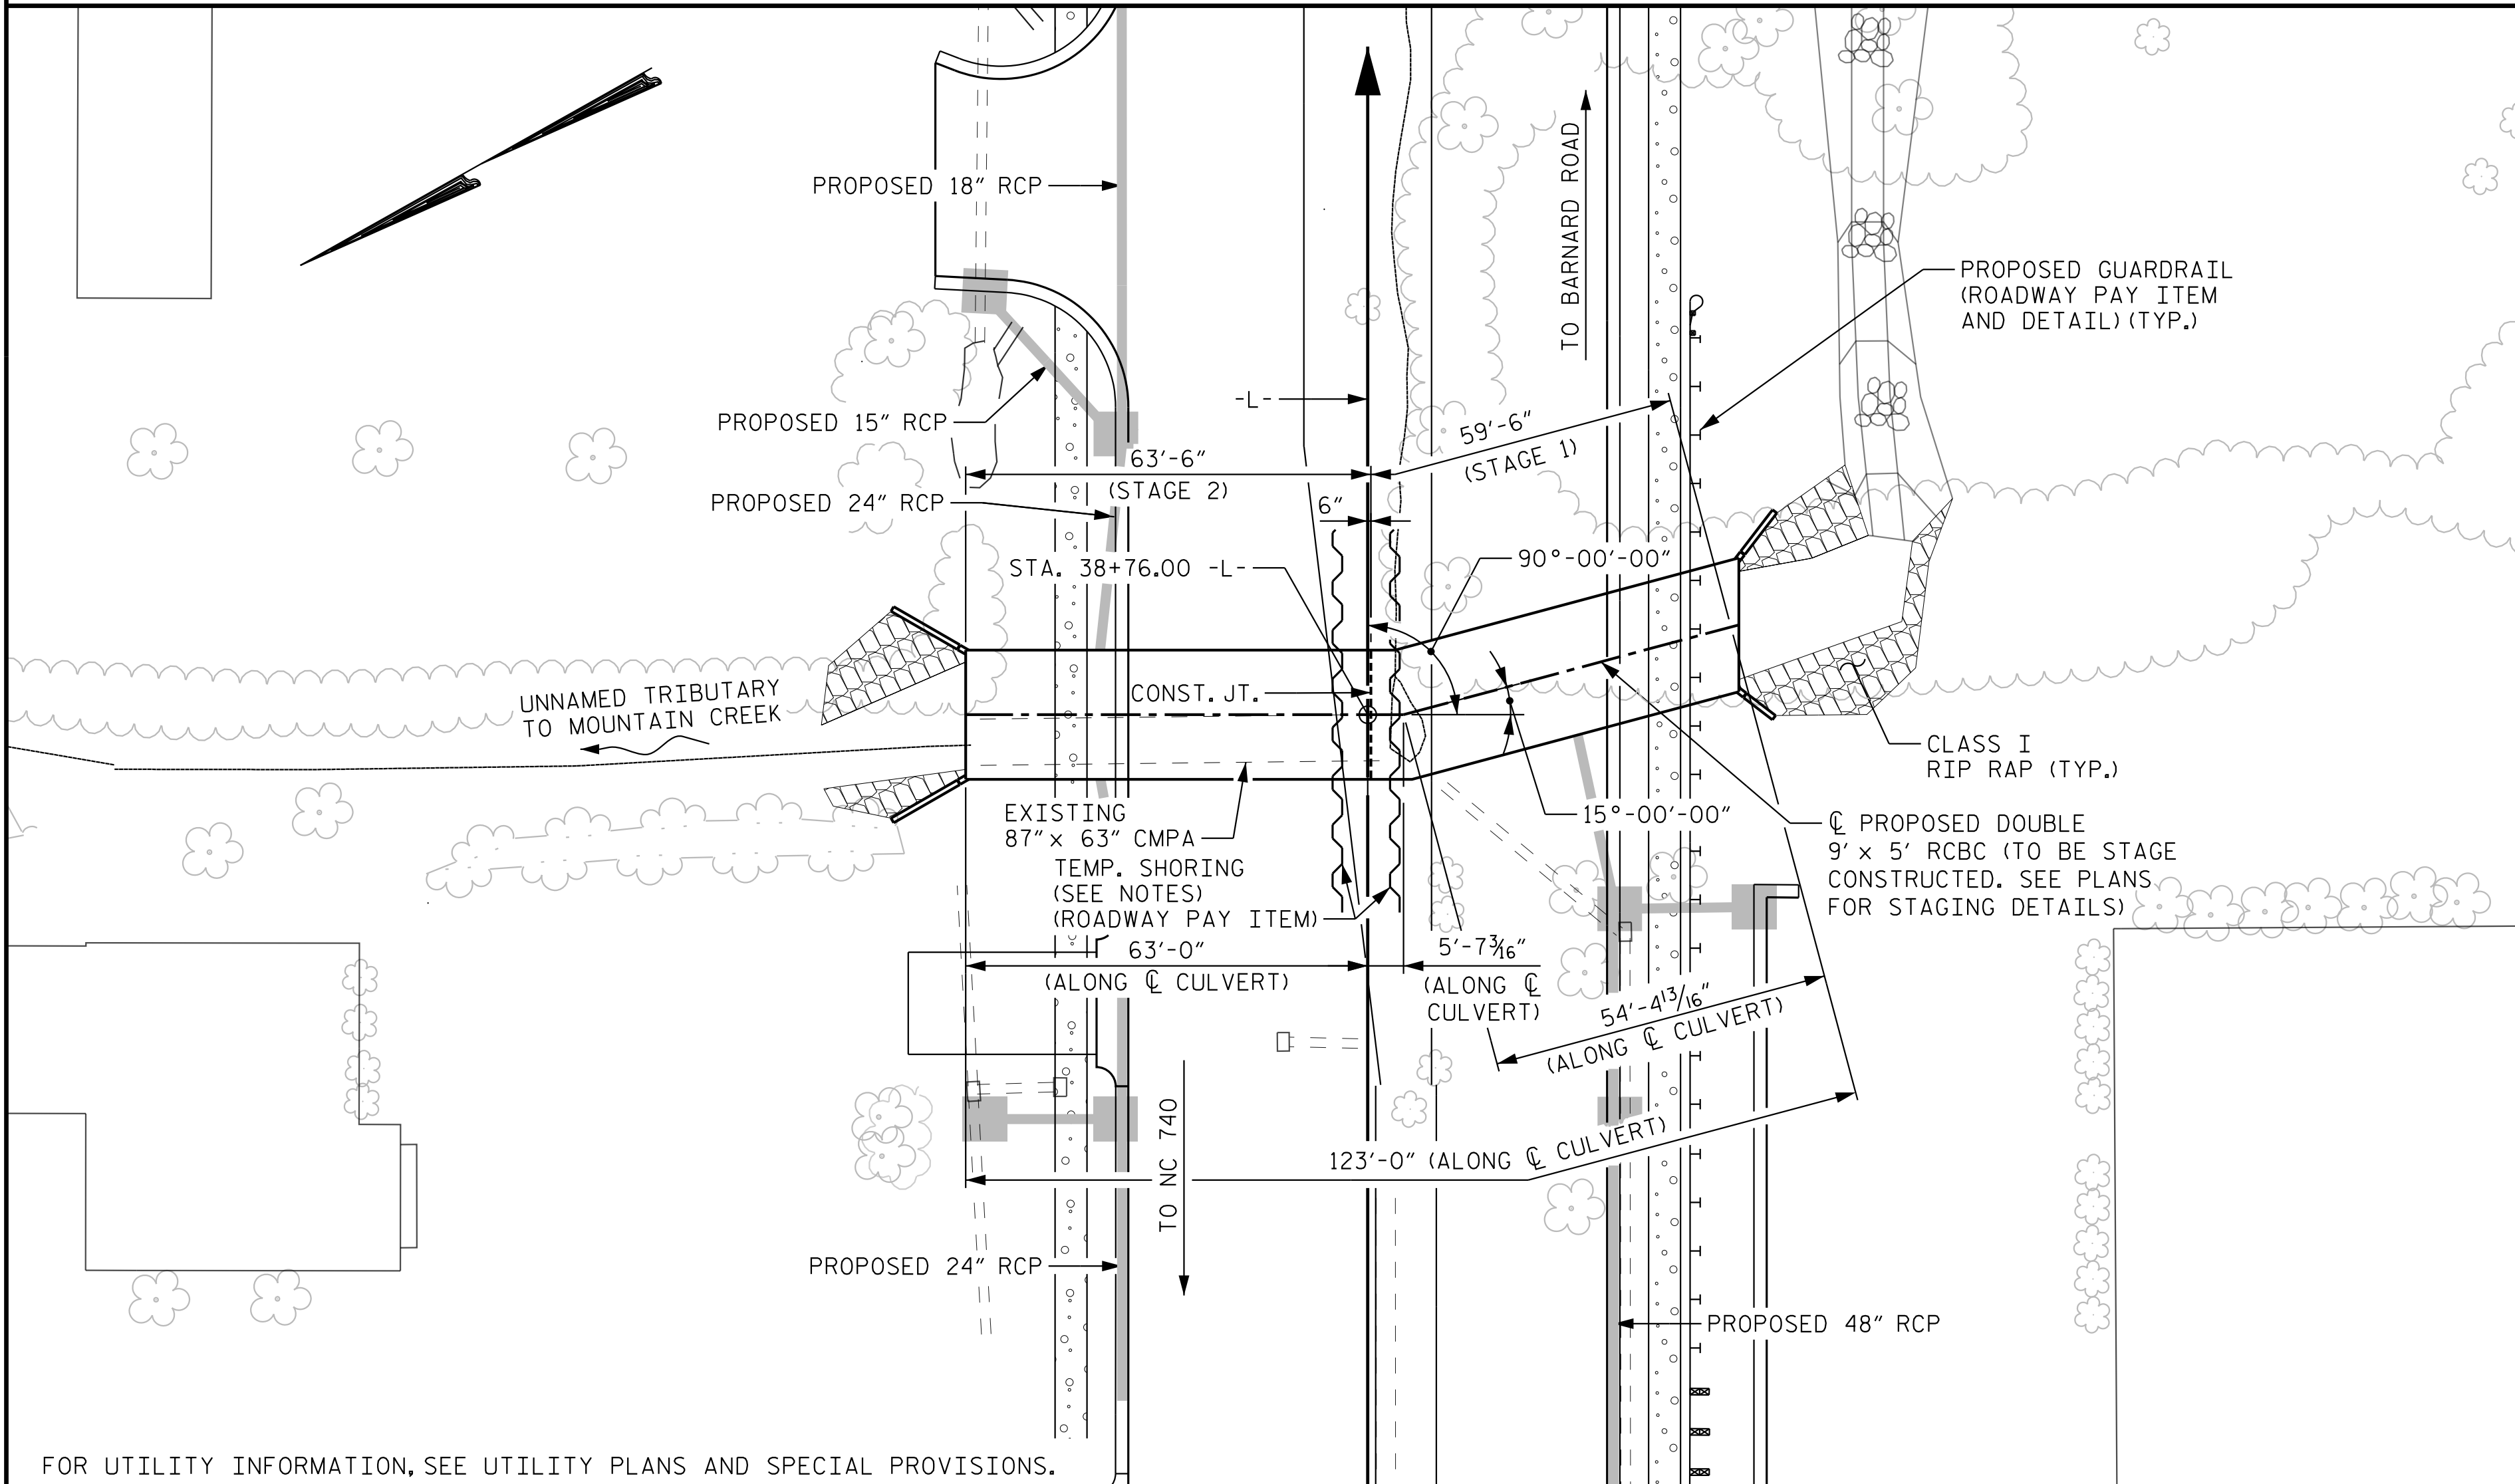 PROPOSED 18" RCP
TO BARNARD ROAD
PROPOSED GUARDRAIL
(ROADWAY PAY ITEM
AND DETAIL)(TYP.)
-L-
PROPOSED 15" RCP
59'-6"
(STAGE 1)
63'-6"
(STAGE 2)
PROPOSED 24" RCP
6"
STA. 38+76.00 -L-
90°-00'-00"
UNNAMED TRIBUTARY
TO MOUNTAIN CREEK
CONST. JT.
CLASS I
RIP RAP (TYP.)
EXISTING
87" x 63" CMPA
15°-00'-00"
℄ PROPOSED DOUBLE
9' x 5' RCBC (TO BE STAGE
CONSTRUCTED. SEE PLANS
FOR STAGING DETAILS)
TEMP. SHORING
(SEE NOTES)
(ROADWAY PAY ITEM)
63'-0"
(ALONG ℄ CULVERT)
5'-7 3/16"
(ALONG ℄
CULVERT)
54'-4 13/16"
(ALONG ℄ CULVERT)
123'-0" (ALONG ℄ CULVERT)
TO NC 740
PROPOSED 24" RCP
PROPOSED 48" RCP
FOR UTILITY INFORMATION, SEE UTILITY PLANS AND SPECIAL PROVISIONS.